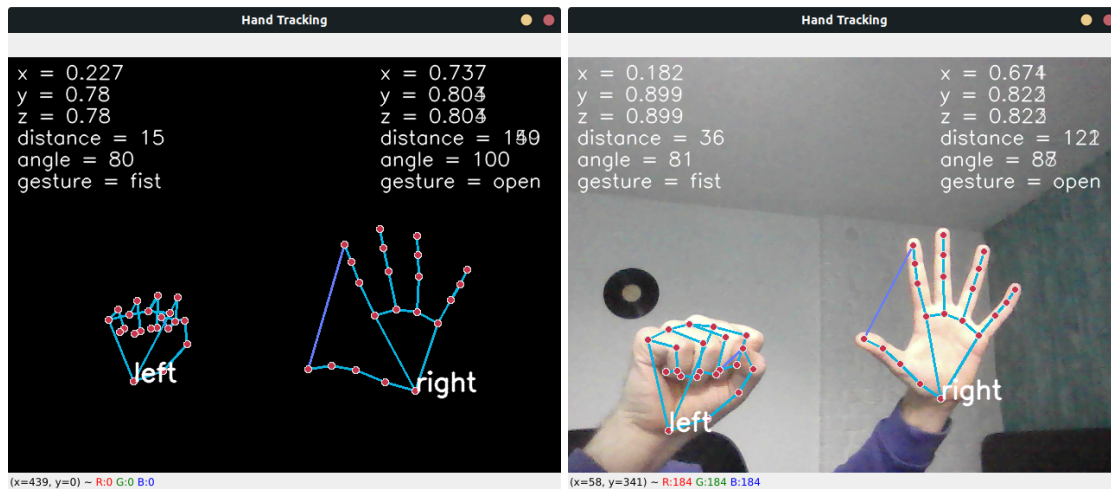 Hand Tracking
x = 0.227
y = 0.78
z = 0.78
distance = 15
angle = 80
gesture = fist
x = 0.737
y =
z =
distance =
angle = 100
gesture = open
left
right
(x=439, y=0) ~ R:0 G:0 B:0
Hand Tracking
x = 0.182
y = 0.899
z = 0.899
distance = 36
angle = 81
gesture = fist
x =
y =
z =
distance =
angle =
gesture = open
left
right
(x=58, y=341) ~ R:184 G:184 B:184